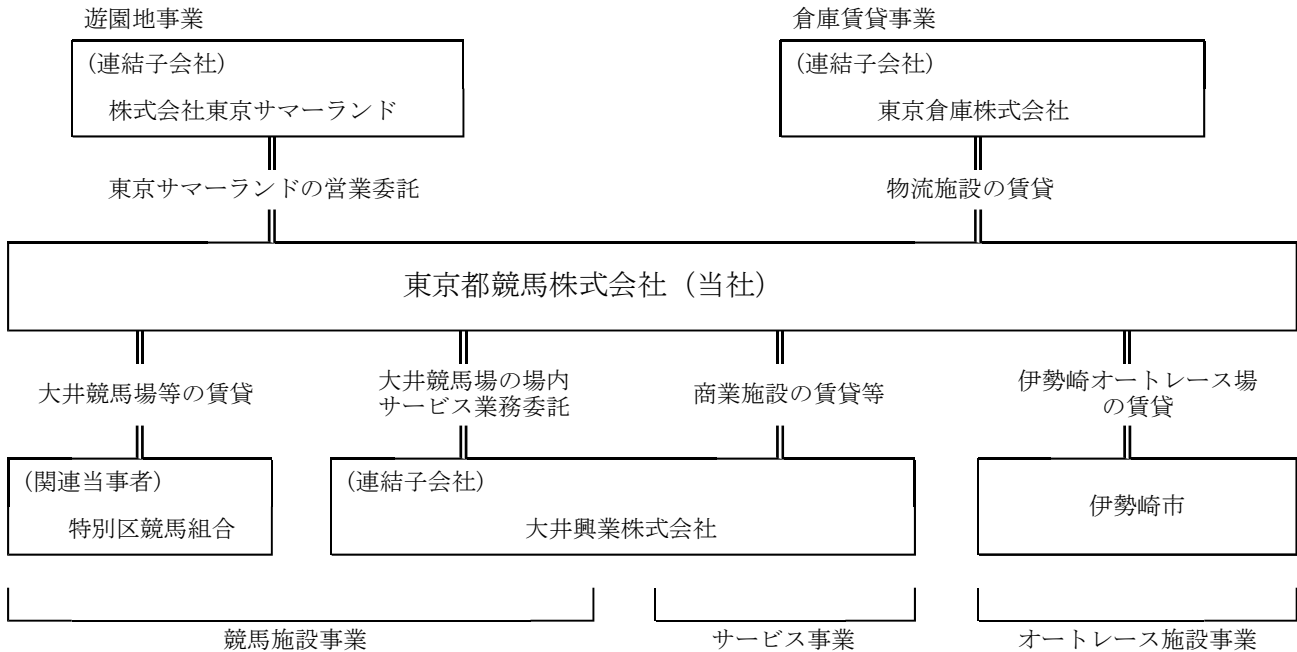 遊園地事業
倉庫賃貸事業
(連結子会社)
株式会社東京サマーランド
(連結子会社)
東京倉庫株式会社
東京サマーランドの営業委託
物流施設の賃貸
東京都競馬株式会社（当社）
大井競馬場等の賃貸
大井競馬場の場内
サービス業務委託
商業施設の賃貸等
伊勢崎オートレース場
の賃貸
(関連当事者)
特別区競馬組合
(連結子会社)
大井興業株式会社
伊勢崎市
競馬施設事業
サービス事業
オートレース施設事業